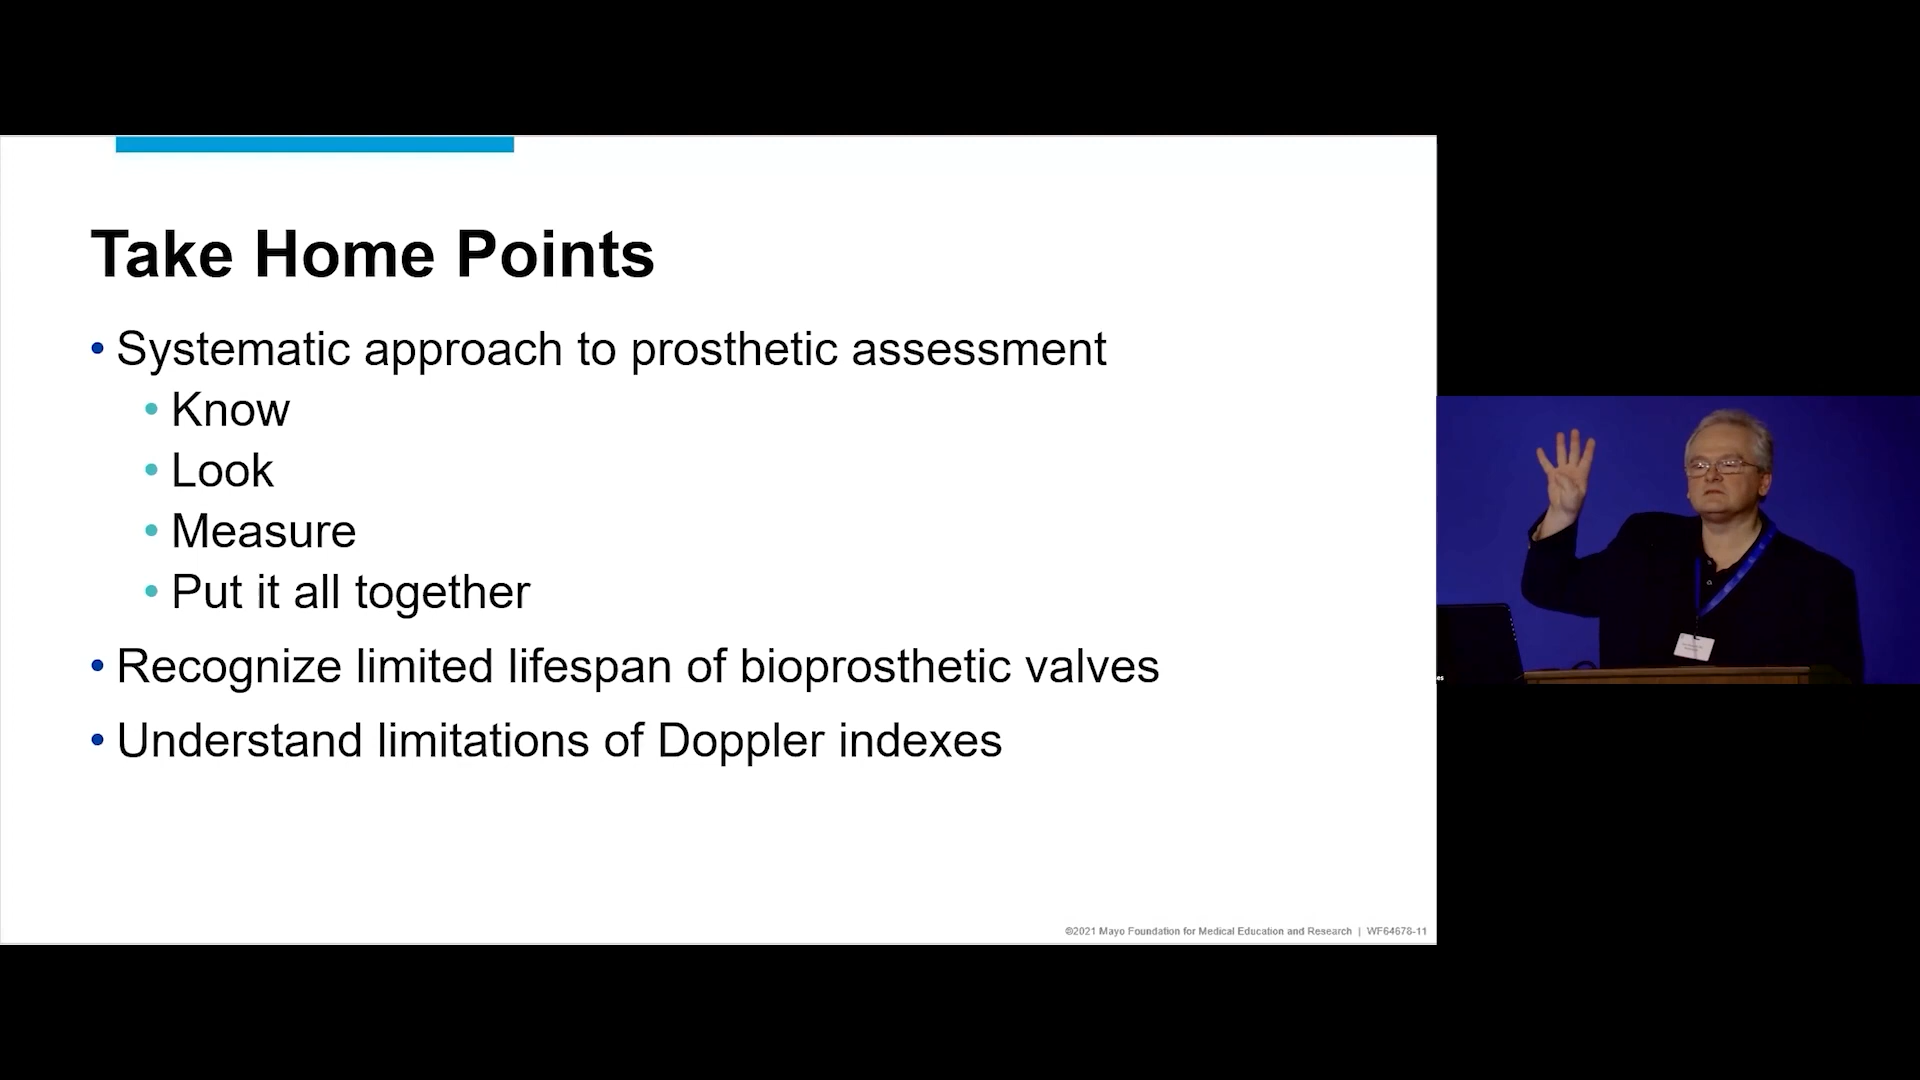 Take Home Points
• Systematic approach to prosthetic assessment
• Know
• Look
• Measure
• Put it all together
• Recognize limited lifespan of bioprosthetic valves
• Understand limitations of Doppler indexes
©2021 Mayo Foundation for Medical Education and Research | WF64678-11